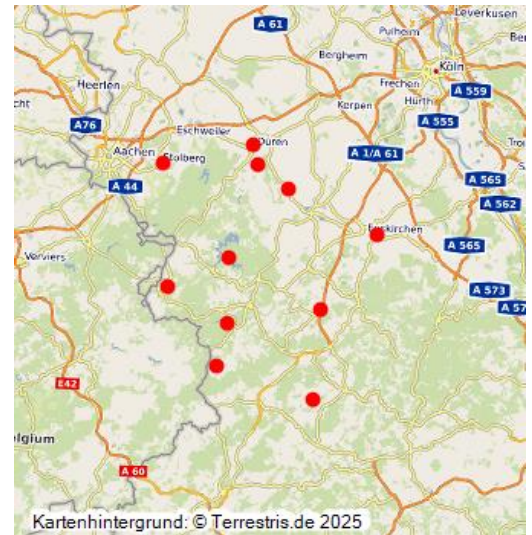 A 61
Leverkusen
Pulheim
Bergheim
Frechen
Köln
Heerlen
A 559
Kerpen
Hürth
A76
Eschweiler
Düren
A 555
Aachen
Stolberg
A 1/A 61
A 44
A 565
A 562
Euskirchen
A 565
Verviers
A 573
E42
A 60
Kartenhintergrund: © Terrestris.de 2025